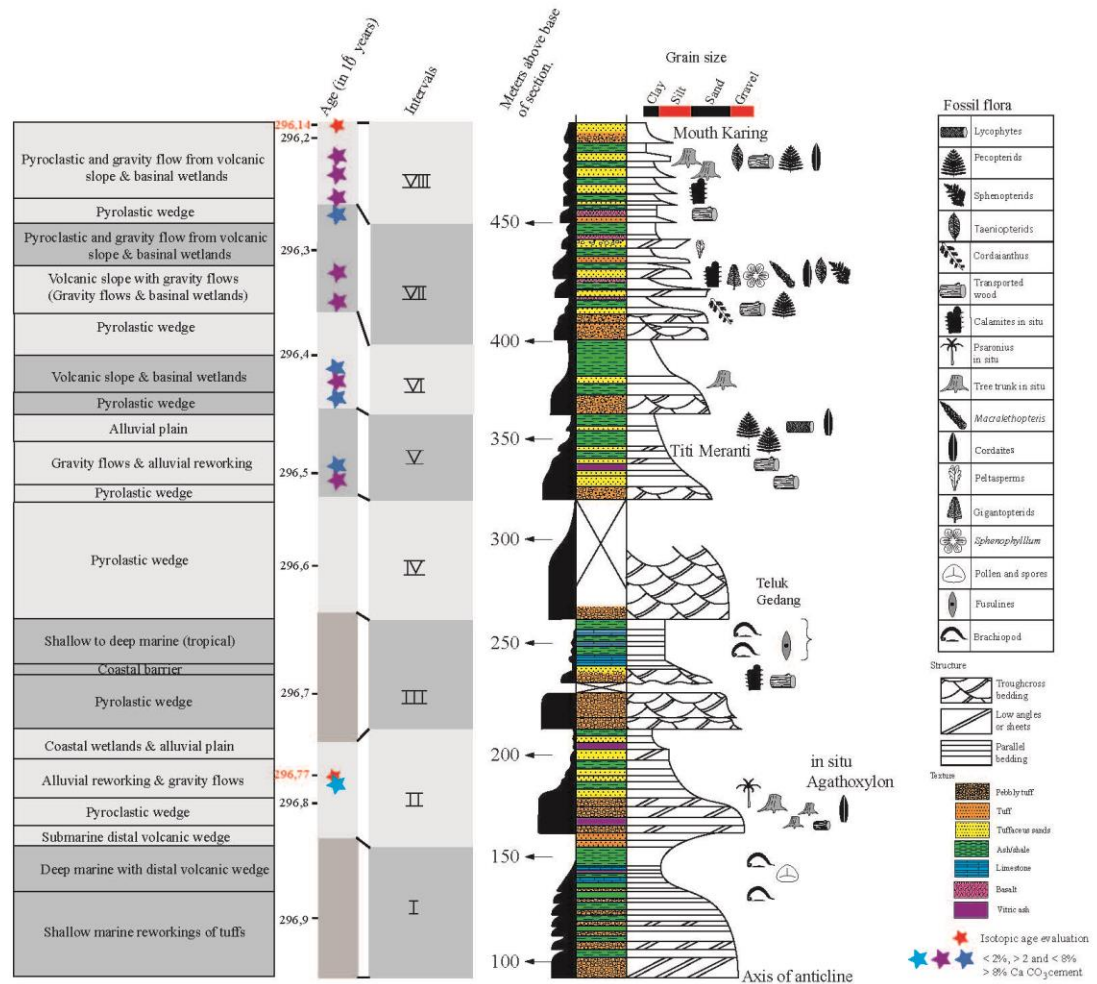 Age (in 10⁶ years)
Intervals
Meters above base
of section.
Grain size
Clay
Silt
Sand
Gravel
296,14
296,2
296,3
296,4
296,5
296,6
296,7
296,77
296,8
296,9
Pyroclastic and gravity flow from volcanic
slope & basinal wetlands
Pyrolastic wedge
Pyroclastic and gravity flow from volcanic
slope & basinal wetlands
Volcanic slope with gravity flows
(Gravity flows & basinal wetlands)
Pyrolastic wedge
Volcanic slope & basinal wetlands
Pyrolastic wedge
Alluvial plain
Gravity flows & alluvial reworking
Pyrolastic wedge
Pyrolastic wedge
Shallow to deep marine (tropical)
Coastal barrier
Pyrolastic wedge
Coastal wetlands & alluvial plain
Alluvial reworking & gravity flows
Pyroclastic wedge
Submarine distal volcanic wedge
Deep marine with distal volcanic wedge
Shallow marine reworkings of tuffs
VIII
VII
VI
V
IV
III
II
I
450
400
350
300
250
200
150
100
Mouth Karing
Titi Meranti
Teluk
Gedang
in situ
Agathoxylon
Axis of anticline
Fossil flora
Lycophytes
Pecopterids
Sphenopterids
Taeniopterids
Cordaianthus
Transported
wood
Calamites in situ
Psaronius
in situ
Tree trunk in situ
Macralethopteris
Cordaites
Peltasperms
Gigantopterids
Sphenophyllum
Pollen and spores
Fusulines
Brachiopod
Structure
Troughcross
bedding
Low angles
or sheets
Parallel
bedding
Texture
Pebbly tuff
Tuff
Tuffaceous sands
Ash/shale
Limestone
Basalt
Vitric ash
Isotopic age evaluation
< 2%, > 2 and < 8%
> 8% Ca CO₃cement